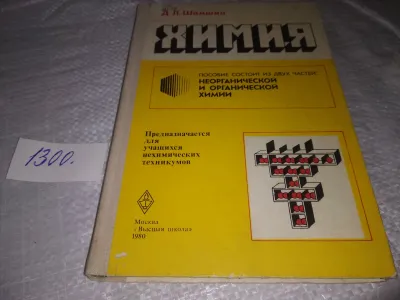 ХИМИЯ
ПОСОБИЕ СОСТОИТ ИЗ ДВУХ ЧАСТЕЙ:
НЕОРГАНИЧЕСКОЙ
И ОРГАНИЧЕСКОЙ
ХИМИИ
Предназначается
для
учащихся
нехимических
техникумов
1300.
Москва
«Высшая школа»
1980